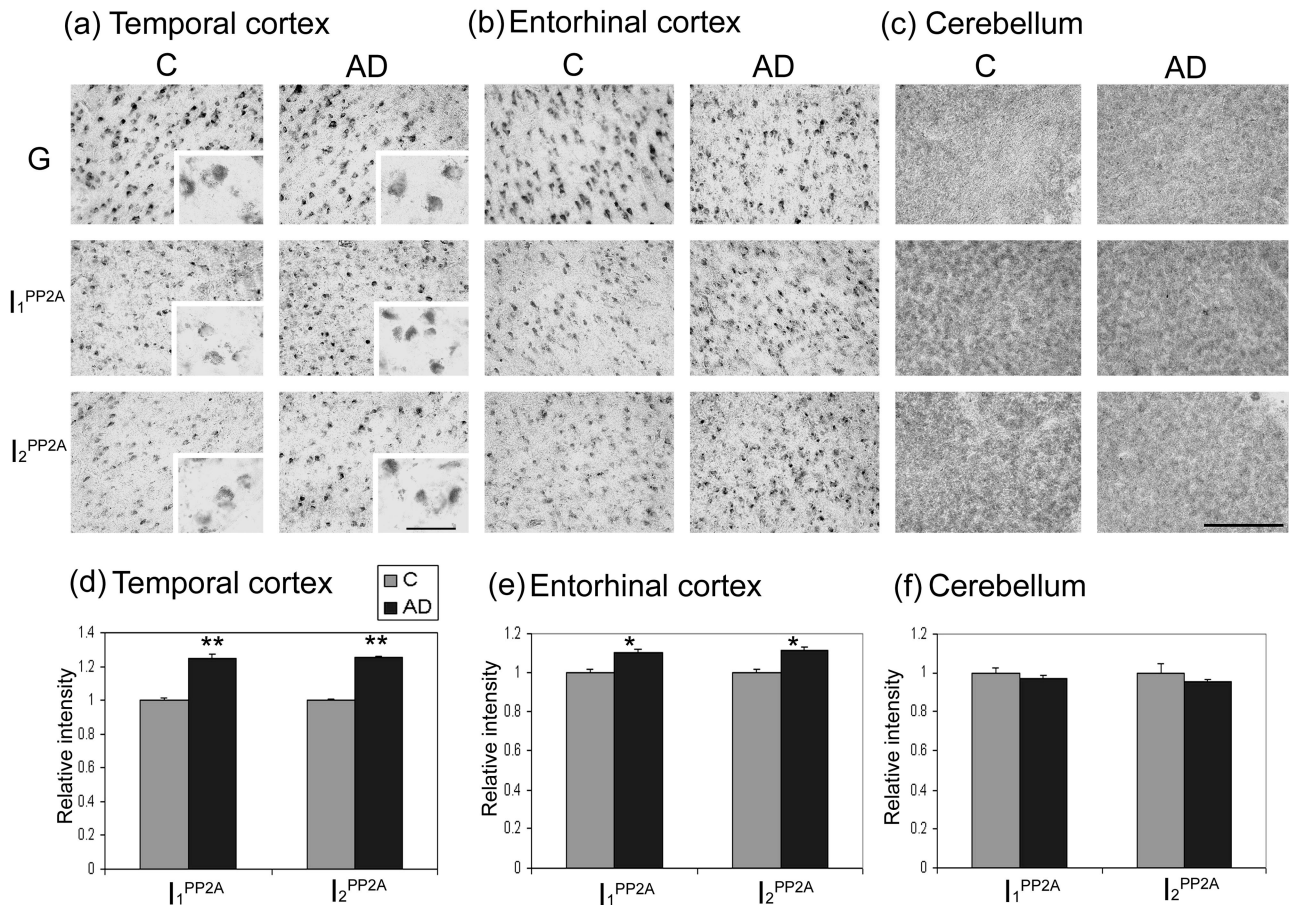 (a) Temporal cortex
(b) Entorhinal cortex
(c) Cerebellum
C
AD
C
AD
C
AD
G
I₁ᴾᴾ²ᴬ
I₂ᴾᴾ²ᴬ
(d) Temporal cortex
C
AD
Relative intensity
1.4
1.2
1
0.8
0.6
0.4
0.2
0
**
**
I₁ᴾᴾ²ᴬ
I₂ᴾᴾ²ᴬ
(e) Entorhinal cortex
Relative intensity
1.2
1
0.8
0.6
0.4
0.2
0
*
*
I₁ᴾᴾ²ᴬ
I₂ᴾᴾ²ᴬ
(f) Cerebellum
Relative intensity
1.2
1
0.8
0.6
0.4
0.2
0
I₁ᴾᴾ²ᴬ
I₂ᴾᴾ²ᴬ